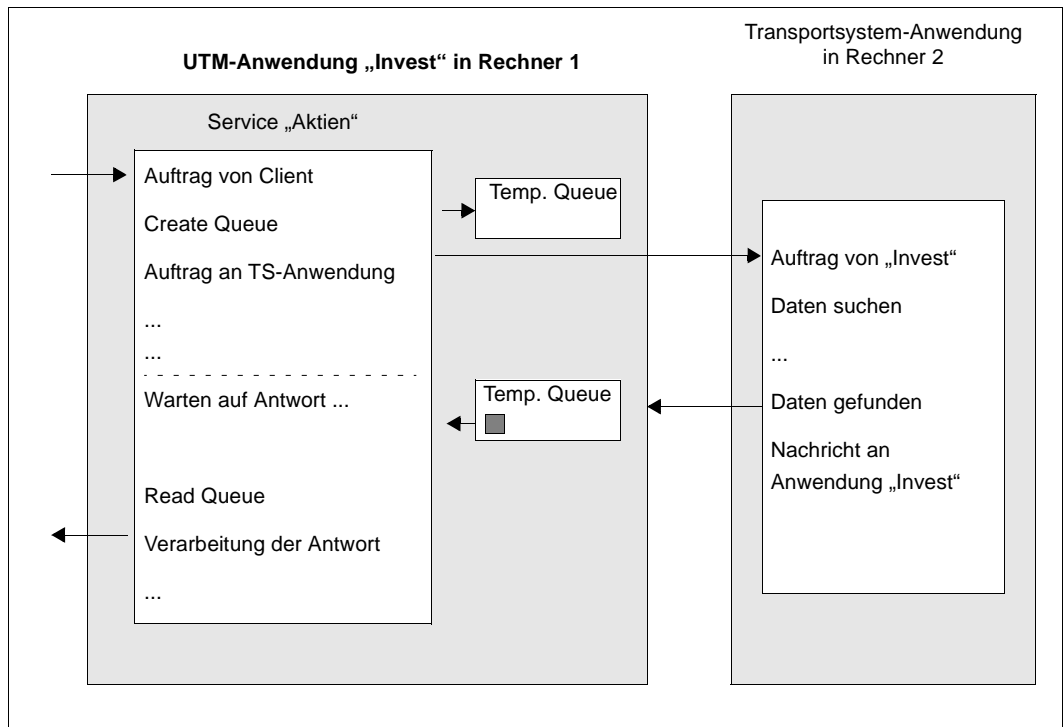 UTM-Anwendung „Invest“ in Rechner 1
Service „Aktien“
Auftrag von Client
Create Queue
Auftrag an TS-Anwendung
...
...
Warten auf Antwort ...
Read Queue
Verarbeitung der Antwort
...
Temp. Queue
Temp. Queue
Transportsystem-Anwendung
in Rechner 2
Auftrag von „Invest“
Daten suchen
...
Daten gefunden
Nachricht an
Anwendung „Invest“